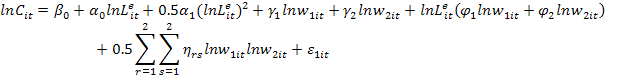 lnC_{it} = β_0 + α_0 lnL^e_{it} + 0.5α_1(lnL^e_{it})^2 + γ_1 lnw_{1it} + γ_2 lnw_{2it} + lnL^e_{it}(φ_1 lnw_{1it} + φ_2 lnw_{2it})
+ 0.5 ∑_{r=1}^{2} ∑_{s=1}^{2} η_{rs} lnw_{1it} lnw_{2it} + ε_{1it}